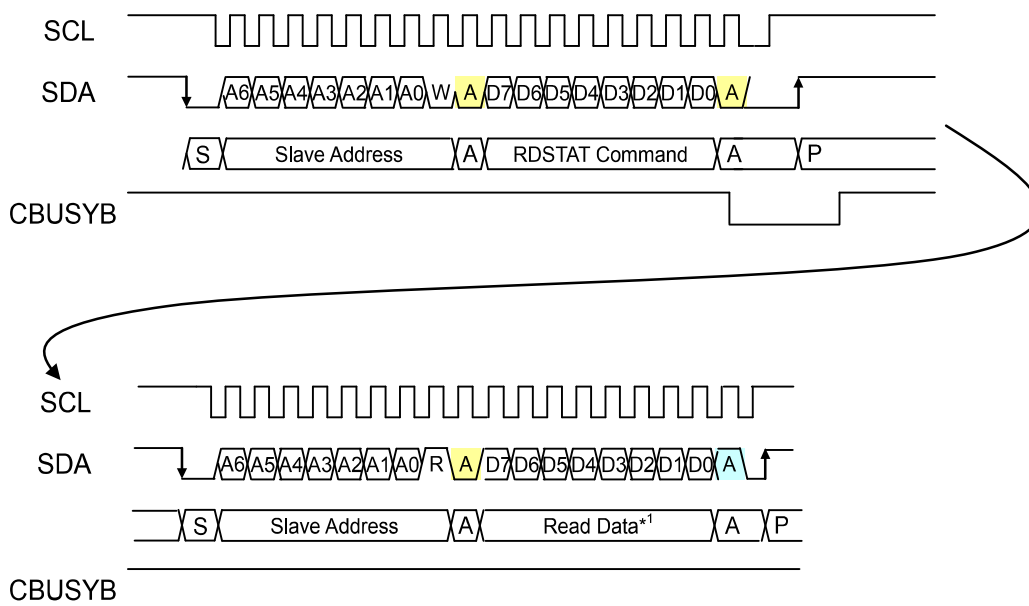 SCL
SDA A6 A5 A4 A3 A2 A1 A0 W A D7 D6 D5 D4 D3 D2 D1 D0 A
S Slave Address A RDSTAT Command A P
CBUSYB
SCL
SDA A6 A5 A4 A3 A2 A1 A0 R A D7 D6 D5 D4 D3 D2 D1 D0 A
S Slave Address A Read Data*1 A P
CBUSYB